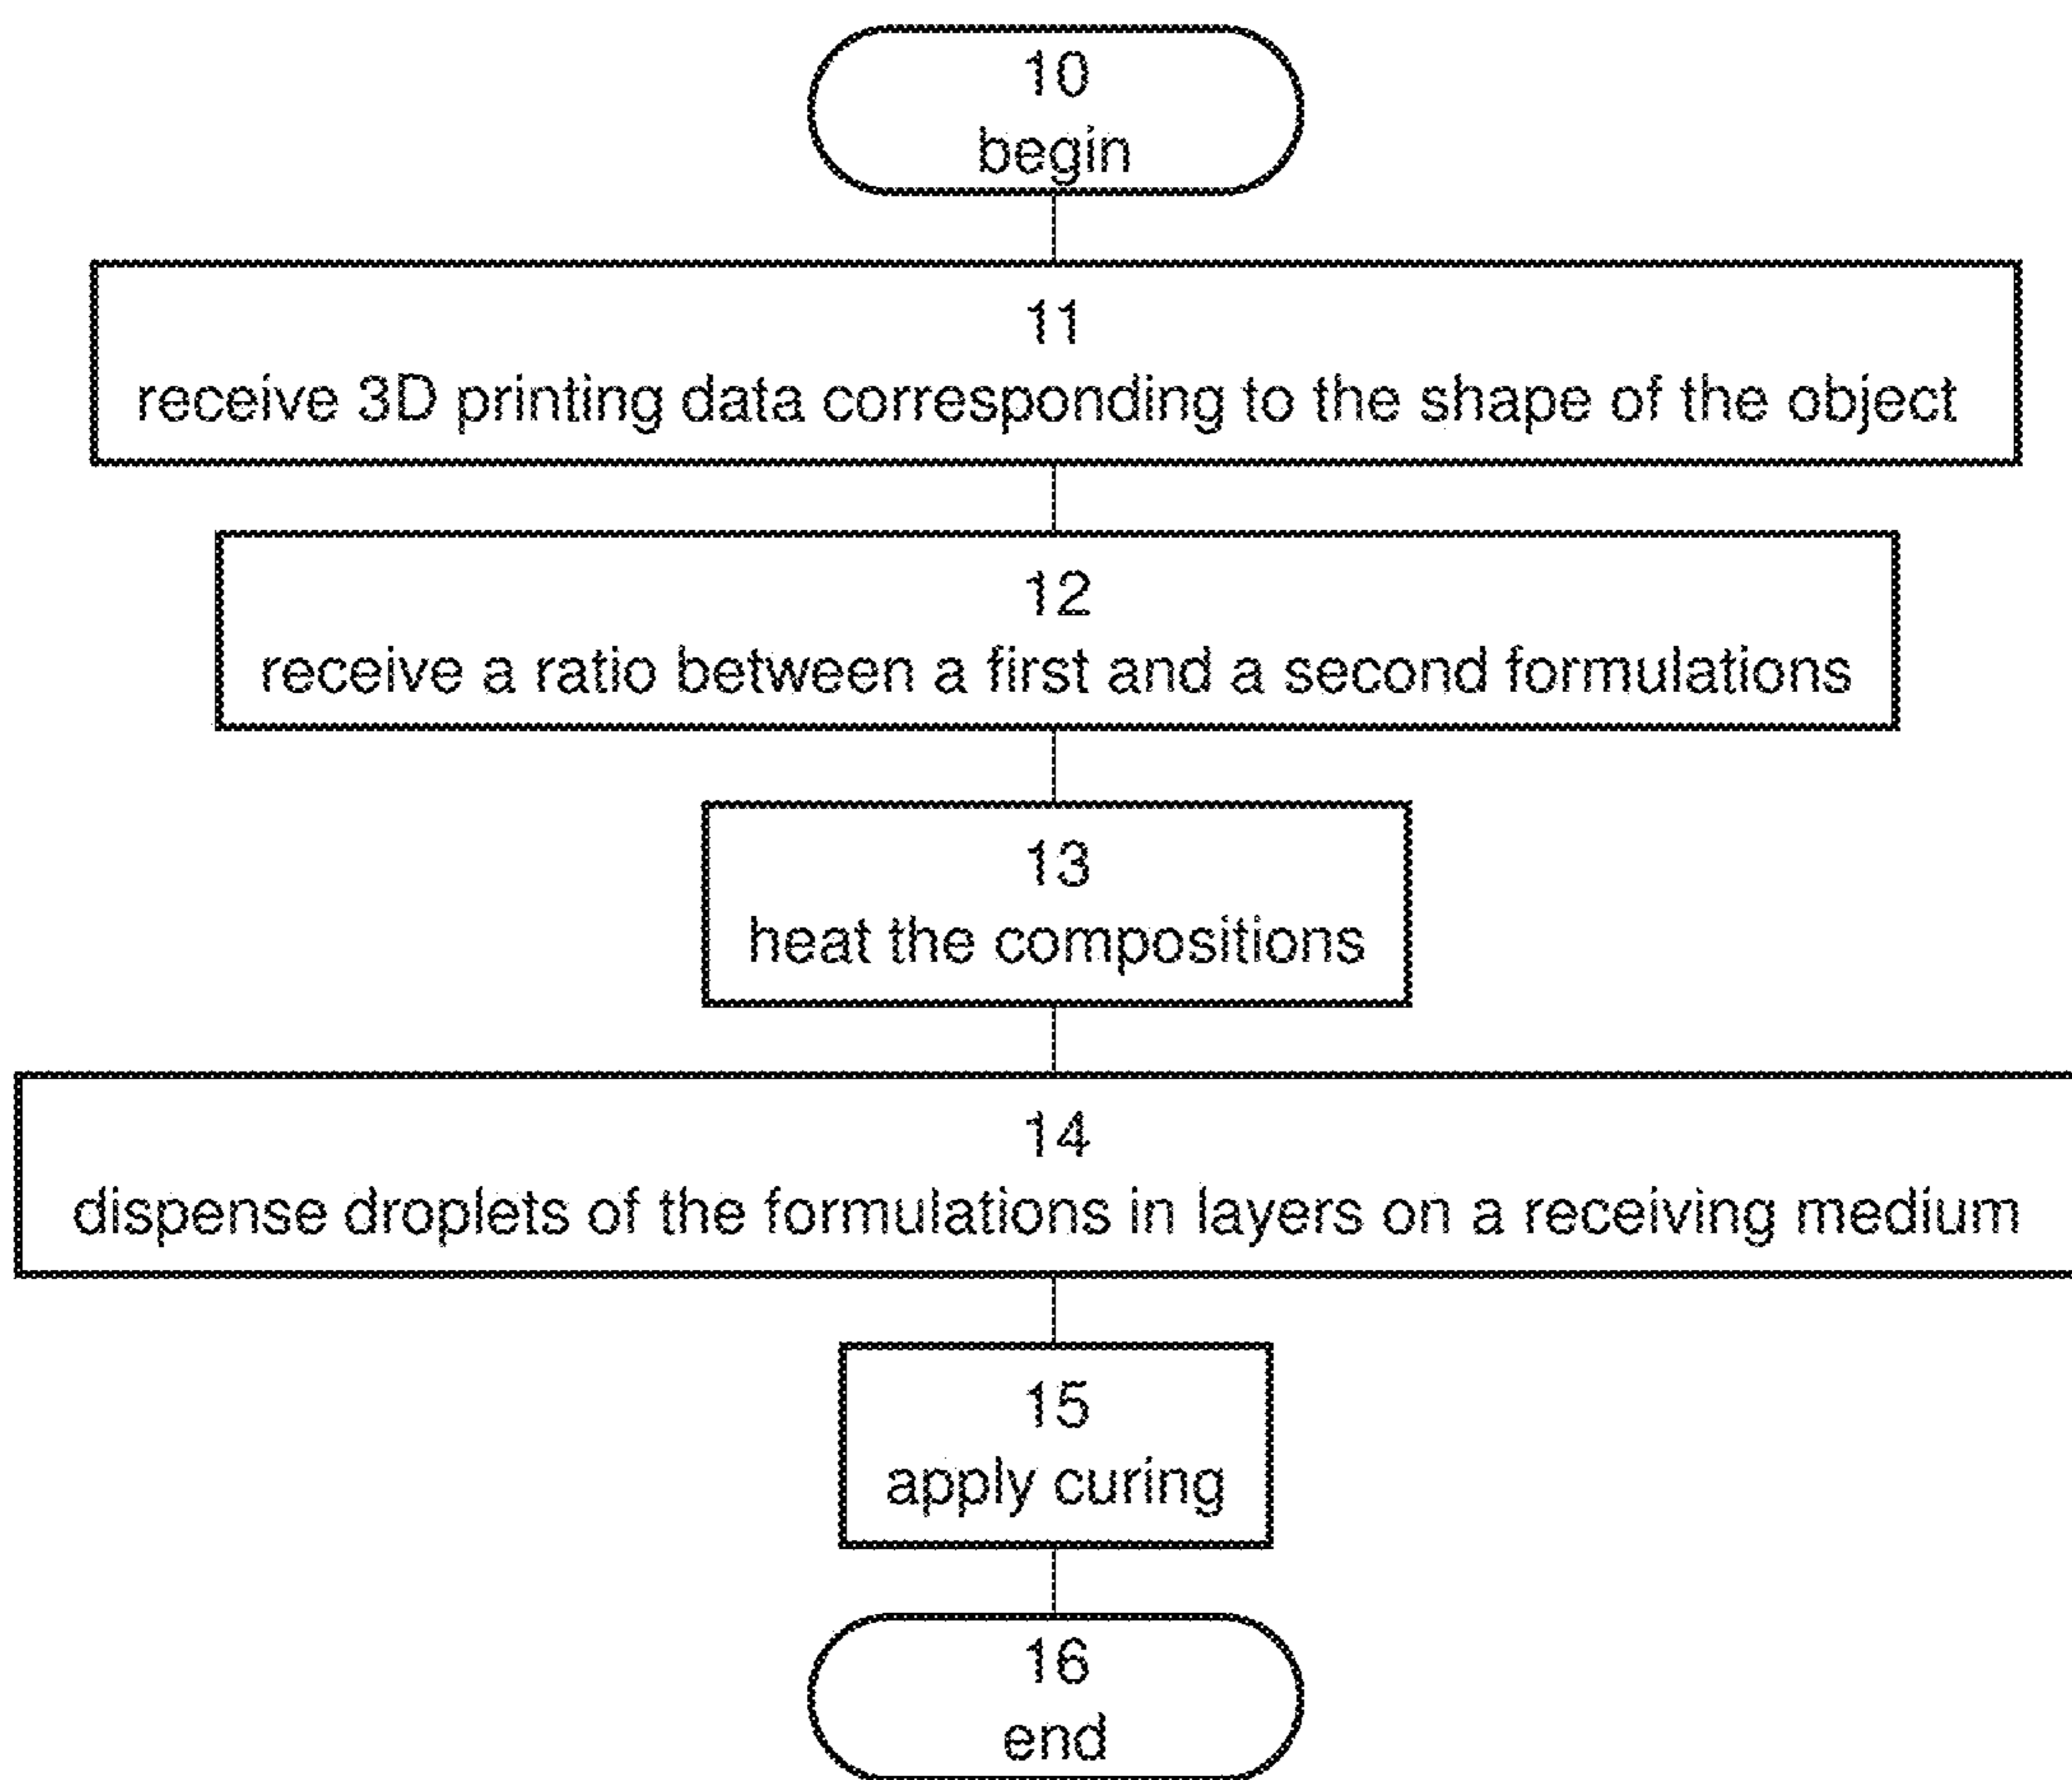 10
begin
11
receive 3D printing data corresponding to the shape of the object
12
receive a ratio between a first and a second formulations
13
heat the compositions
14
dispense droplets of the formulations in layers on a receiving medium
15
apply curing
16
end